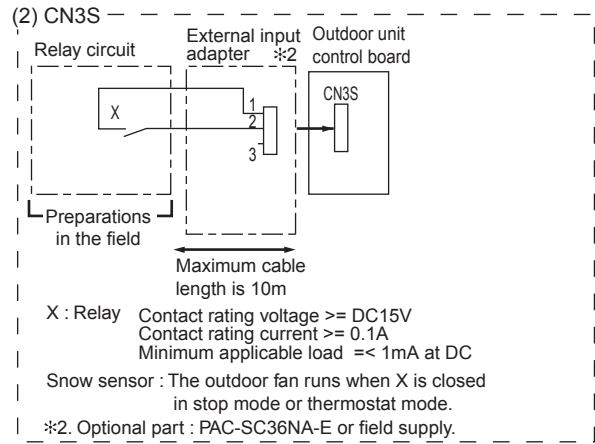 (2) CN3S
Relay circuit
External input
adapter ✻2
Outdoor unit
control board
CN3S
X
1
2
3
Preparations
in the field
Maximum cable
length is 10m
X : Relay Contact rating voltage >= DC15V
Contact rating current >= 0.1A
Minimum applicable load =< 1mA at DC
Snow sensor : The outdoor fan runs when X is closed
in stop mode or thermostat mode.
✻2. Optional part : PAC-SC36NA-E or field supply.